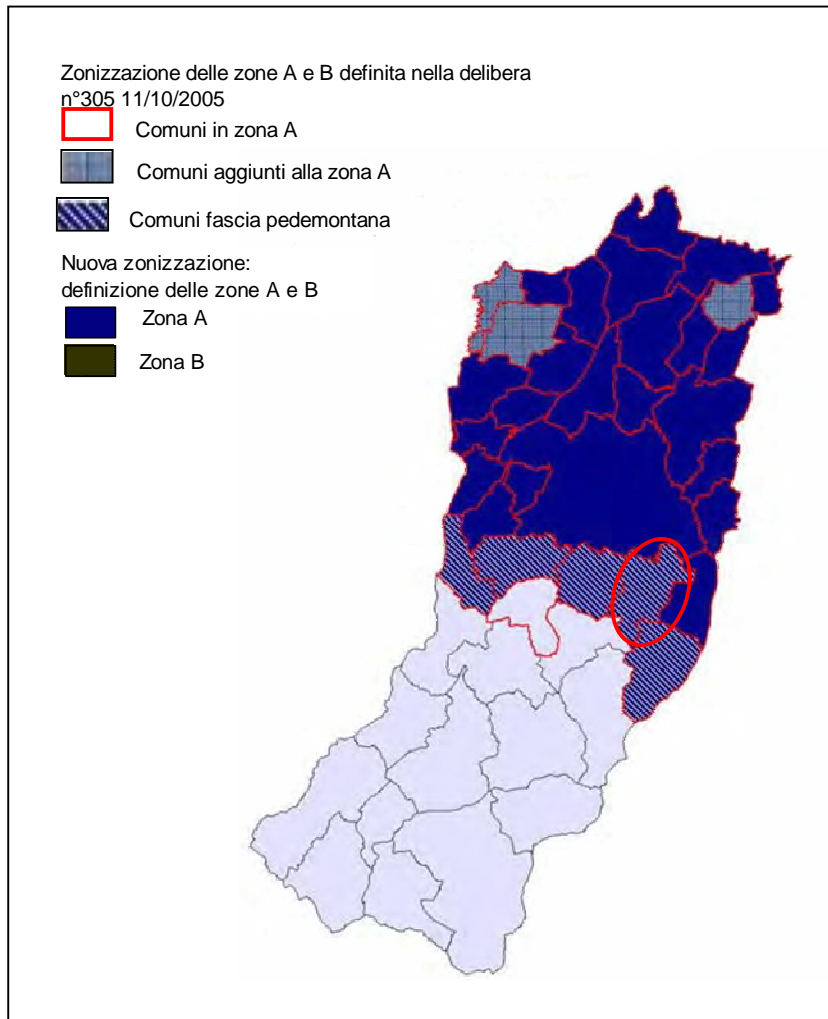 Zonizzazione delle zone A e B definita nella delibera
n°305 11/10/2005
Comuni in zona A
Comuni aggiunti alla zona A
Comuni fascia pedemontana
Nuova zonizzazione:
definizione delle zone A e B
Zona A
Zona B